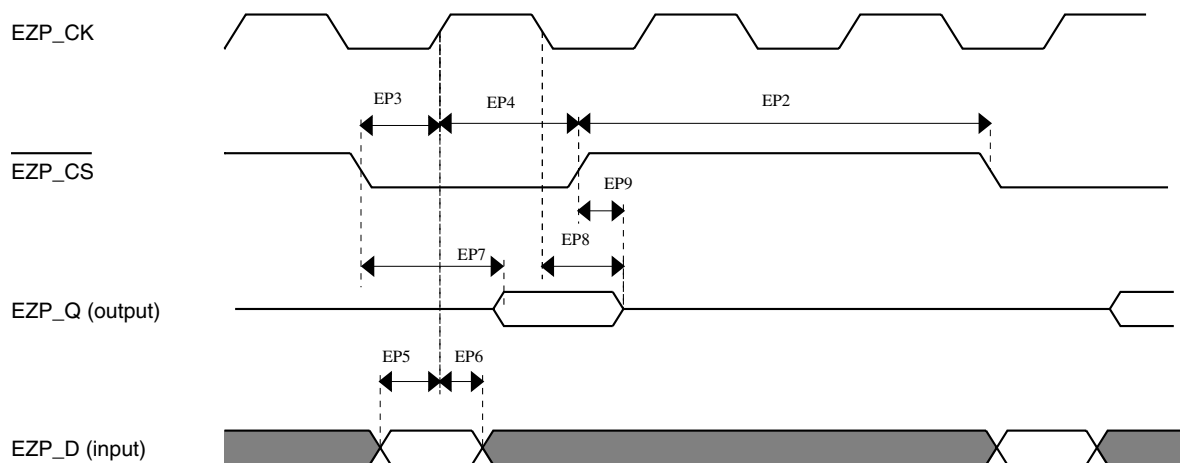 EZP_CK
EP3
EP4
EP2
EZP_CS
EP9
EP8
EP7
EZP_Q (output)
EP5
EP6
EZP_D (input)